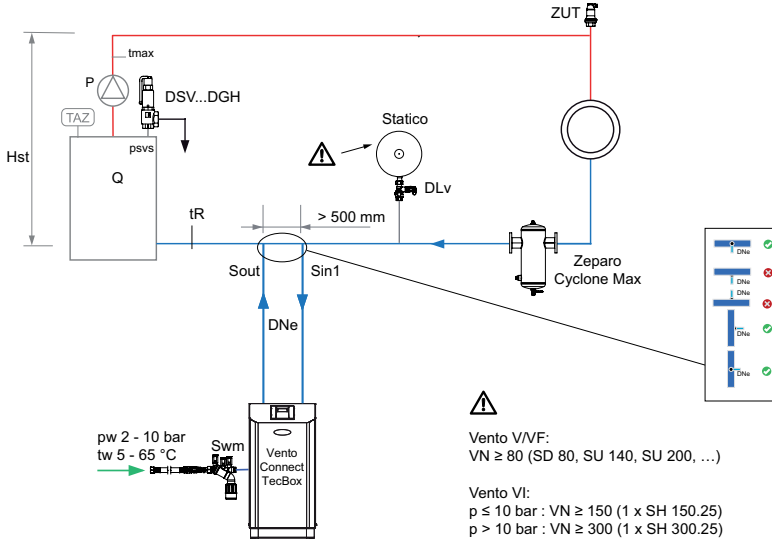 ZUT
tmax
P
DSV...DGH
TAZ
Statico
psvs
Hst
Q
DLv
tR
> 500 mm
DNe
DNe
DNe
DNe
DNe
Sout
Sin1
Zeparo
Cyclone Max
DNe
pw 2 - 10 bar
tw 5 - 65 °C
Swm
Vento
Connect
TecBox
Vento V/VF:
VN ≥ 80 (SD 80, SU 140, SU 200, …)
Vento VI:
p ≤ 10 bar : VN ≥ 150 (1 x SH 150.25)
p > 10 bar : VN ≥ 300 (1 x SH 300.25)